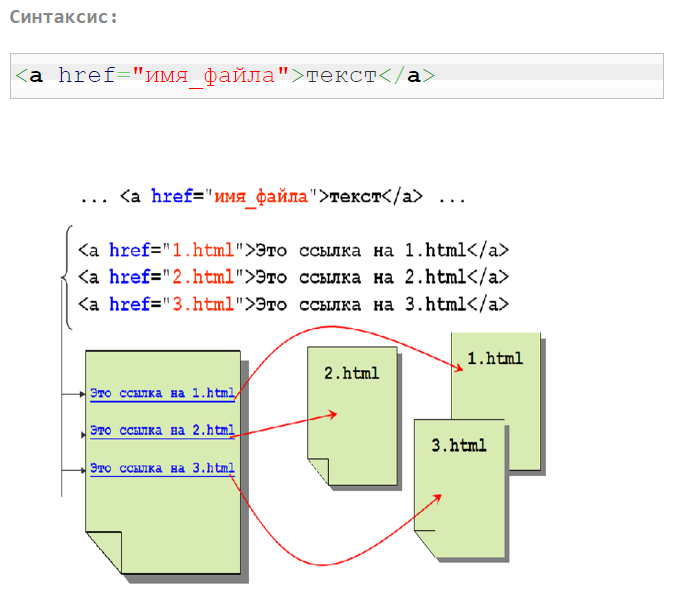 Синтаксис:
<a href="имя_файла">текст</a>
... <a href="имя_файла">текст</a> ...
<a href="1.html">Это ссылка на 1.html</a>
<a href="2.html">Это ссылка на 2.html</a>
<a href="3.html">Это ссылка на 3.html</a>
Это ссылка на 1.html
Это ссылка на 2.html
Это ссылка на 3.html
2.html
1.html
3.html